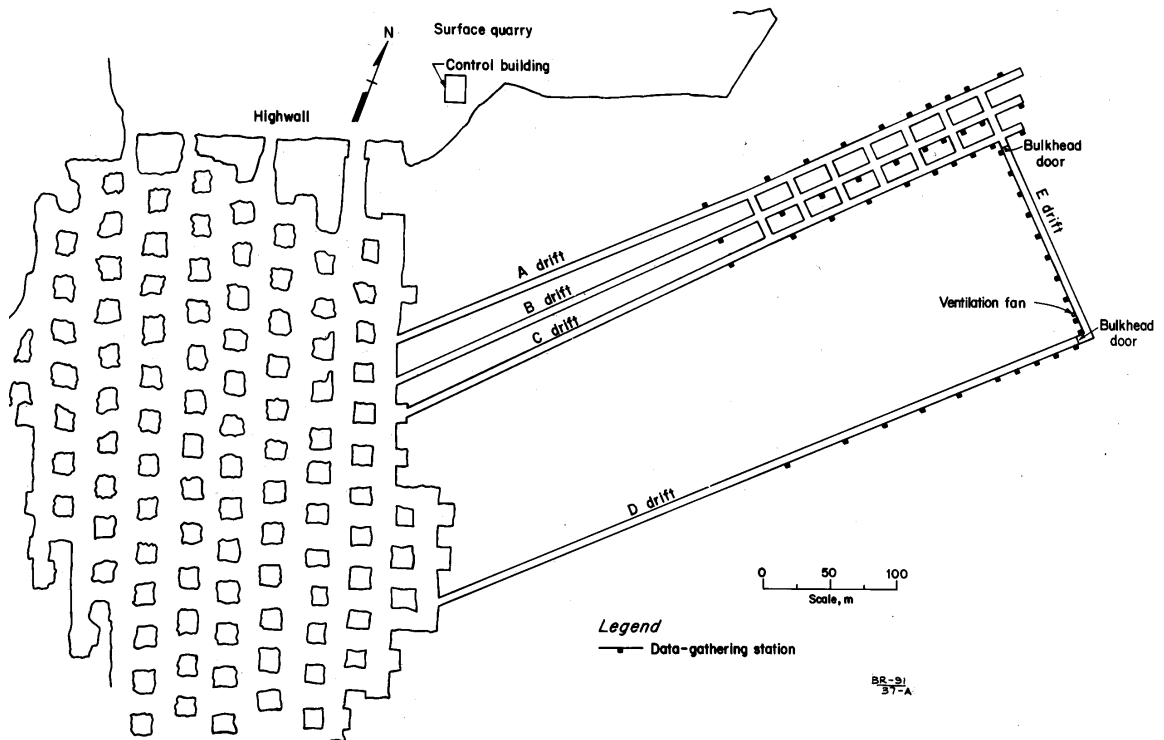 N
Surface quarry
Control building
Highwall
Bulkhead
door
E drift
A drift
B drift
C drift
Ventilation fan
Bulkhead
door
D drift
0 50 100
Scale, m
Legend
Data-gathering station
BR-91
37-A